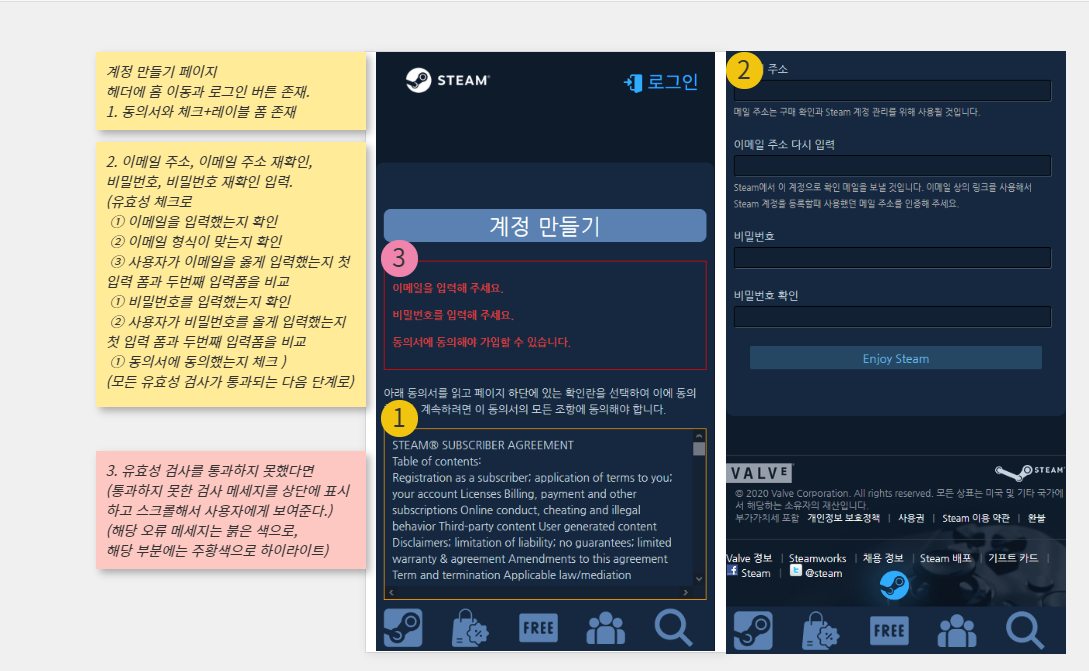 계정 만들기 페이지
헤더에 홈 이동과 로그인 버튼 존재.
1. 동의서와 체크+레이블 폼 존재
2. 이메일 주소, 이메일 주소 재확인,
비밀번호, 비밀번호 재확인 입력.
(유효성 체크로
① 이메일을 입력했는지 확인
② 이메일 형식이 맞는지 확인
③ 사용자가 이메일을 옳게 입력했는지 첫
입력 폼과 두번째 입력폼을 비교
① 비밀번호를 입력했는지 확인
② 사용자가 비밀번호를 올게 입력했는지
첫 입력 폼과 두번째 입력폼을 비교
① 동의서에 동의했는지 체크 )
(모든 유효성 검사가 통과되는 다음 단계로)
3. 유효성 검사를 통과하지 못했다면
(통과하지 못한 검사 메세지를 상단에 표시
하고 스크롤해서 사용자에게 보여준다.)
(해당 오류 메세지는 붉은 색으로,
해당 부분에는 주황색으로 하이라이트)
STEAM®
로그인
계정 만들기
3
이메일을 입력해 주세요.
비밀번호를 입력해 주세요.
동의서에 동의해야 가입할 수 있습니다.
아래 동의서를 읽고 페이지 하단에 있는 확인란을 선택하여 이에 동의
계속하려면 이 동의서의 모든 조항에 동의해야 합니다.
1
STEAM® SUBSCRIBER AGREEMENT
Table of contents:
Registration as a subscriber; application of terms to you;
your account Licenses Billing, payment and other
subscriptions Online conduct, cheating and illegal
behavior Third-party content User generated content
Disclaimers; limitation of liability; no guarantees; limited
warranty & agreement Amendments to this agreement
Term and termination Applicable law/mediation
FREE
2
주소
메일 주소는 구매 확인과 Steam 계정 관리를 위해 사용될 것입니다.
이메일 주소 다시 입력
Steam에서 이 계정으로 확인 메일을 보낼 것입니다. 이메일 상의 링크를 사용해서
Steam 계정을 등록할때 사용했던 메일 주소를 인증해 주세요.
비밀번호
비밀번호 확인
Enjoy Steam
VALVE
STEAM
© 2020 Valve Corporation. All rights reserved. 모든 상표는 미국 및 기타 국가에
서 해당하는 소유자의 재산입니다.
부가가치세 포함 개인정보 보호정책 | 사용권 | Steam 이용 약관 | 환불
Valve 정보 | Steamworks | 채용 정보 | Steam 배포 | 기프트 카드 |
Steam | @steam
FREE